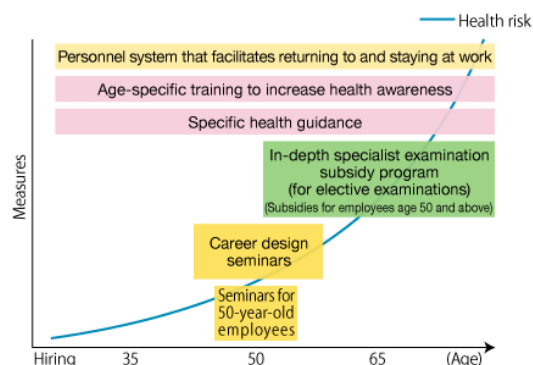 Health risk
Personnel system that facilitates returning to and staying at work
Age-specific training to increase health awareness
Specific health guidance
In-depth specialist examination
subsidy program
(for elective examinations)
(Subsidies for employees age 50 and above)
Career design
seminars
Seminars for
50-year-old
employees
Measures
Hiring 35 50 65 (Age)